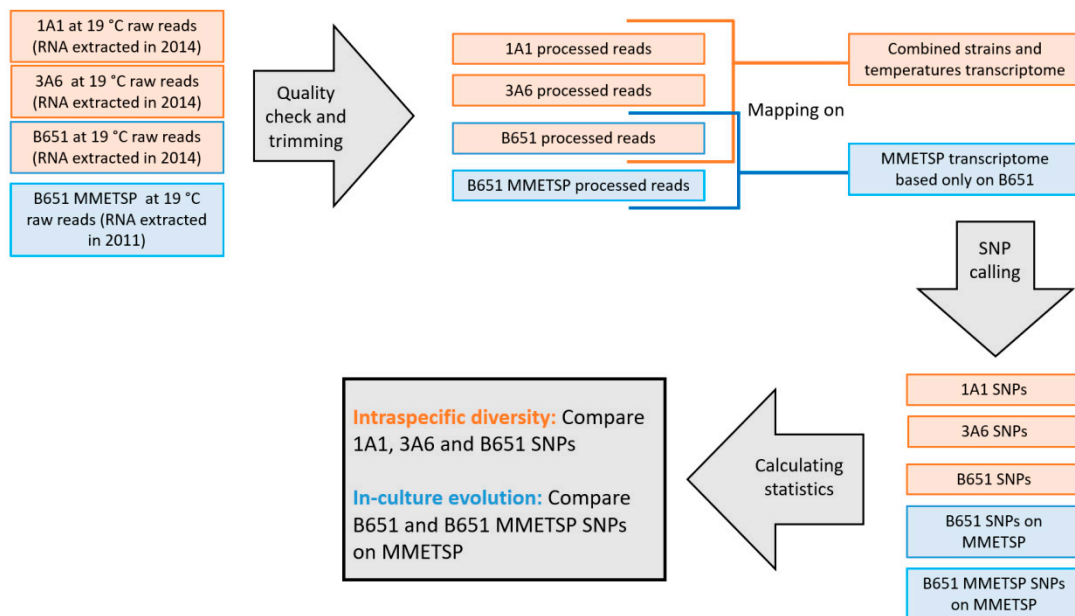 1A1 at 19 °C raw reads
(RNA extracted in 2014)
3A6 at 19 °C raw reads
(RNA extracted in 2014)
B651 at 19 °C raw reads
(RNA extracted in 2014)
B651 MMETSP at 19 °C
raw reads (RNA extracted
in 2011)
Quality
check and
trimming
1A1 processed reads
3A6 processed reads
B651 processed reads
B651 MMETSP processed reads
Mapping on
Combined strains and
temperatures transcriptome
MMETSP transcriptome
based only on B651
SNP
calling
1A1 SNPs
3A6 SNPs
B651 SNPs
B651 SNPs on
MMETSP
B651 MMETSP SNPs
on MMETSP
Calculating
statistics
Intraspecific diversity: Compare
1A1, 3A6 and B651 SNPs
In-culture evolution: Compare
B651 and B651 MMETSP SNPs
on MMETSP